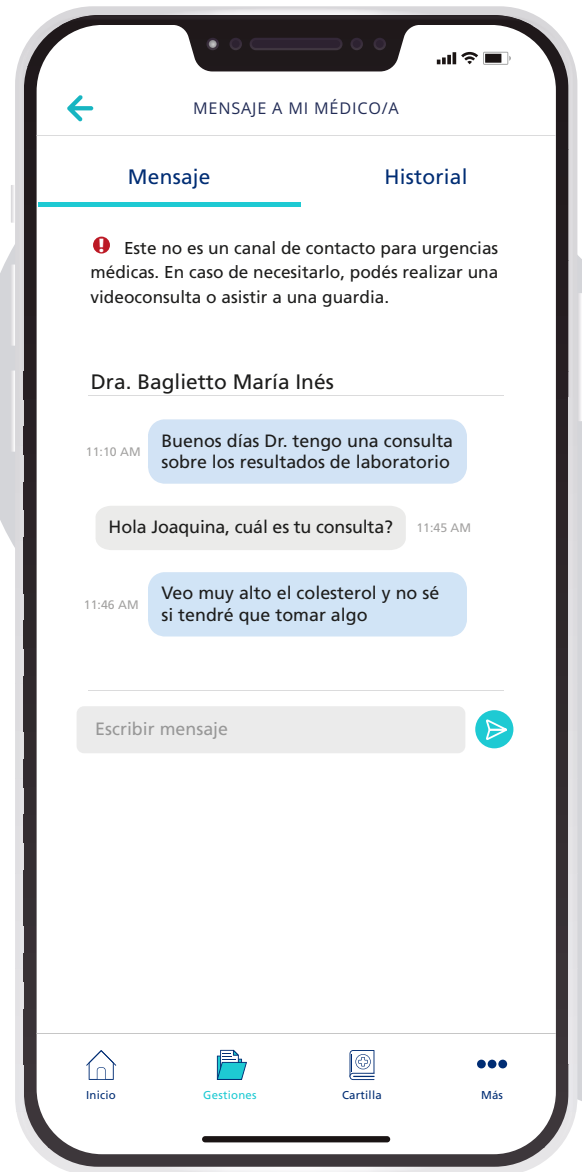 MENSAJE A MI MÉDICO/A
Mensaje
Historial
Este no es un canal de contacto para urgencias
médicas. En caso de necesitarlo, podés realizar una
videoconsulta o asistir a una guardia.
Dra. Baglietto María Inés
11:10 AM
Buenos días Dr. tengo una consulta
sobre los resultados de laboratorio
Hola Joaquina, cuál es tu consulta?
11:45 AM
11:46 AM
Veo muy alto el colesterol y no sé
si tendré que tomar algo
Escribir mensaje
Inicio
Gestiones
Cartilla
Más